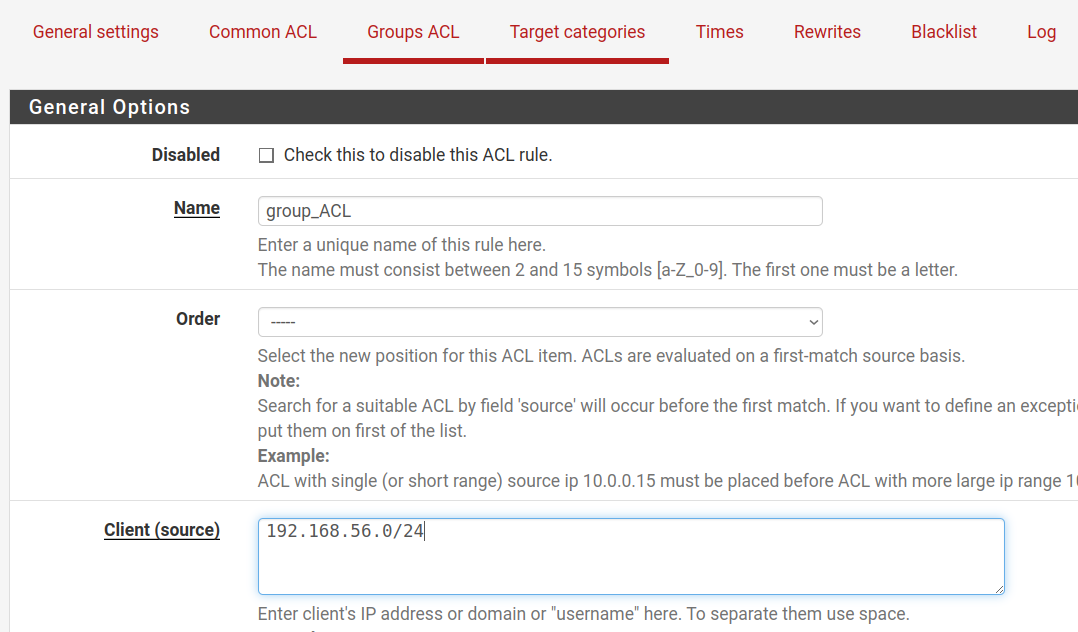 General settings Common ACL Groups ACL Target categories Times Rewrites Blacklist Log
General Options
Disabled Check this to disable this ACL rule.
Name group_ACL
Enter a unique name of this rule here.
The name must consist between 2 and 15 symbols [a-Z_0-9]. The first one must be a letter.
Order -----
Select the new position for this ACL item. ACLs are evaluated on a first-match source basis.
Note:
Search for a suitable ACL by field 'source' will occur before the first match. If you want to define an
put them on first of the list.
Example:
ACL with single (or short range) source ip 10.0.0.15 must be placed before ACL with more large ip range
Client (source) 192.168.56.0/24
Enter client's IP address or domain or "username" here. To separate them use space.